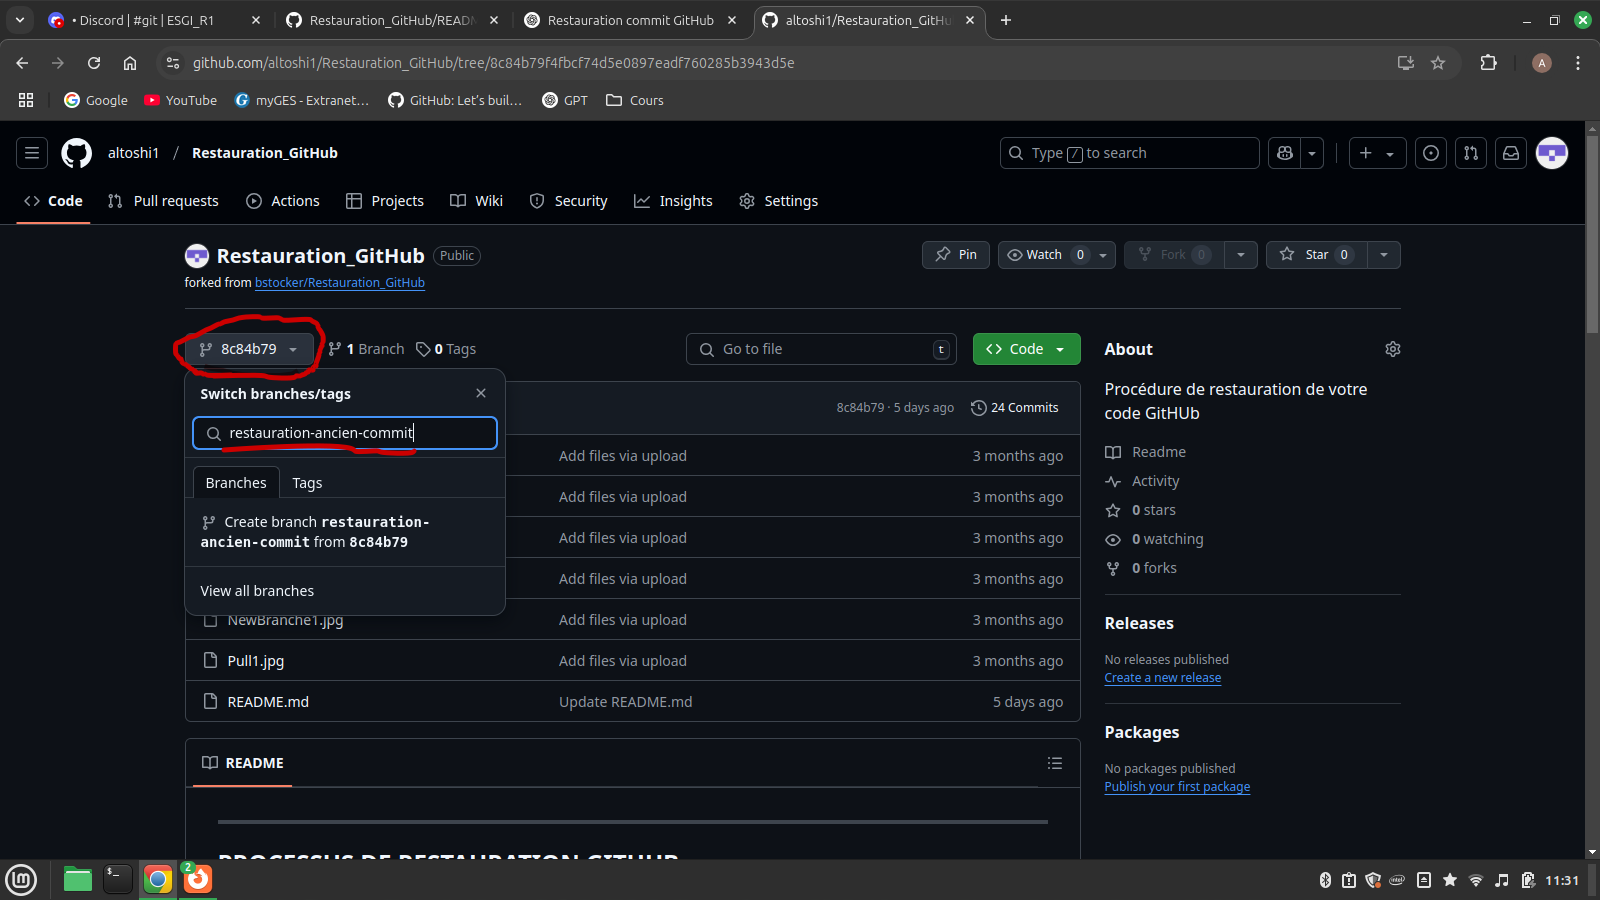 • Discord | #git | ESGI_R1
Restauration_GitHub/READ
Restauration commit GitHub
altoshi1/Restauration_GitHu
github.com/altoshi1/Restauration_GitHub/tree/8c84b79f4fbcf74d5e0897eadf760285b3943d5e
A
Google
YouTube
myGES - Extranet…
GitHub: Let’s buil…
GPT
Cours
altoshi1 / Restauration_GitHub
Type / to search
Code
Pull requests
Actions
Projects
Wiki
Security
Insights
Settings
Restauration_GitHub Public
Pin
Watch 0
Fork 0
Star 0
forked from bstocker/Restauration_GitHub
8c84b79
1 Branch
0 Tags
Go to file t
Code
Switch branches/tags
restauration-ancien-commit
Branches
Tags
Create branch restauration-
ancien-commit from 8c84b79
View all branches
8c84b79 · 5 days ago
24 Commits
Add files via upload 3 months ago
Add files via upload 3 months ago
Add files via upload 3 months ago
Add files via upload 3 months ago
NewBranche1.jpg Add files via upload 3 months ago
Pull1.jpg Add files via upload 3 months ago
README.md Update README.md 5 days ago
README
PROCESSUS DE RESTAURATION GITHUB
About
Procédure de restauration de votre
code GitHUb
Readme
Activity
0 stars
0 watching
0 forks
Releases
No releases published
Create a new release
Packages
No packages published
Publish your first package
2
11:31